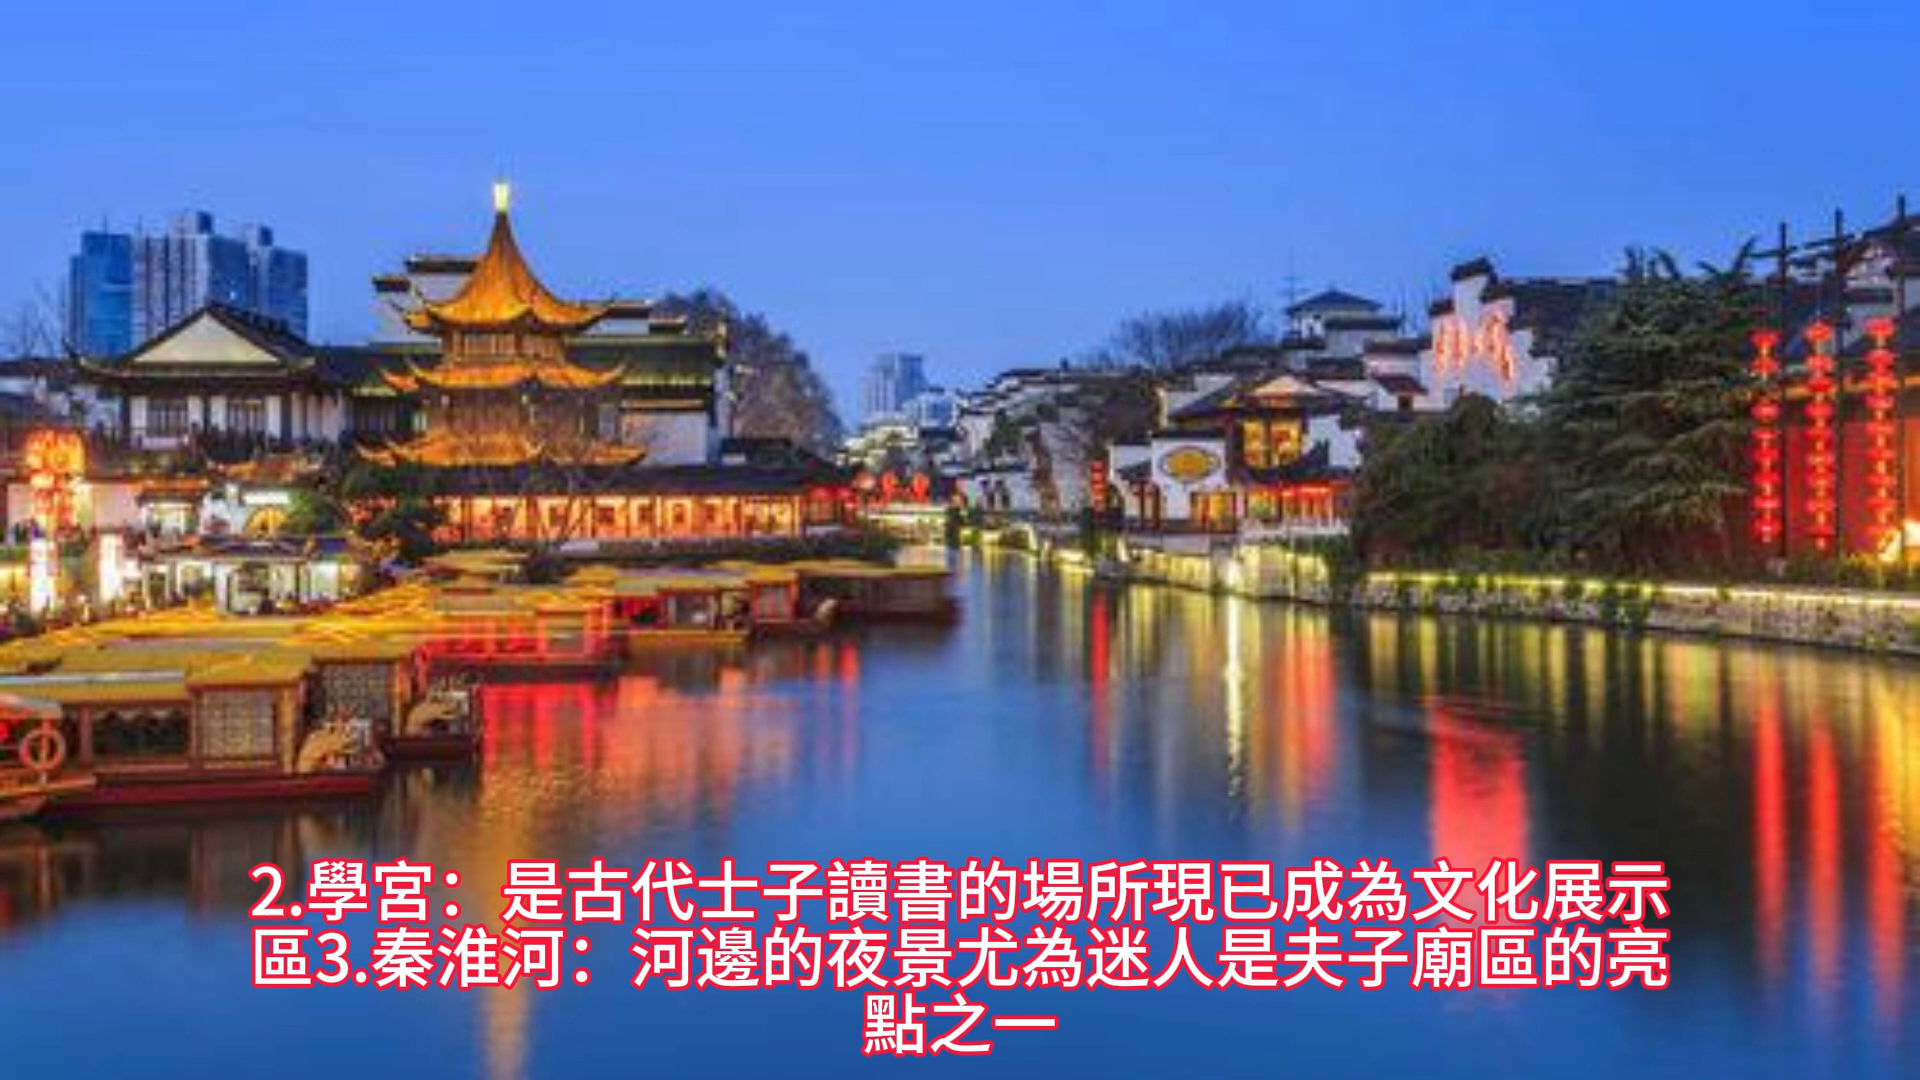 2.學宮：是古代士子讀書的場所現已成為文化展示
區3.秦淮河：河邊的夜景尤為迷人是夫子廟區的亮
點之一